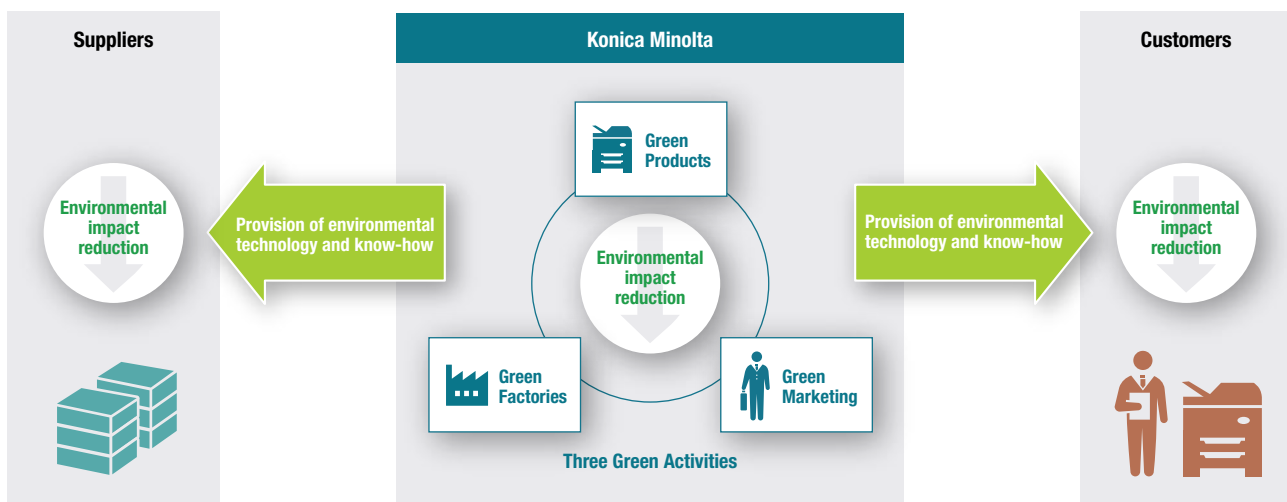 Suppliers
Environmental
impact
reduction
Provision of environmental
technology and know-how
Konica Minolta
Green
Products
Environmental
impact
reduction
Green
Factories
Green
Marketing
Three Green Activities
Provision of environmental
technology and know-how
Customers
Environmental
impact
reduction